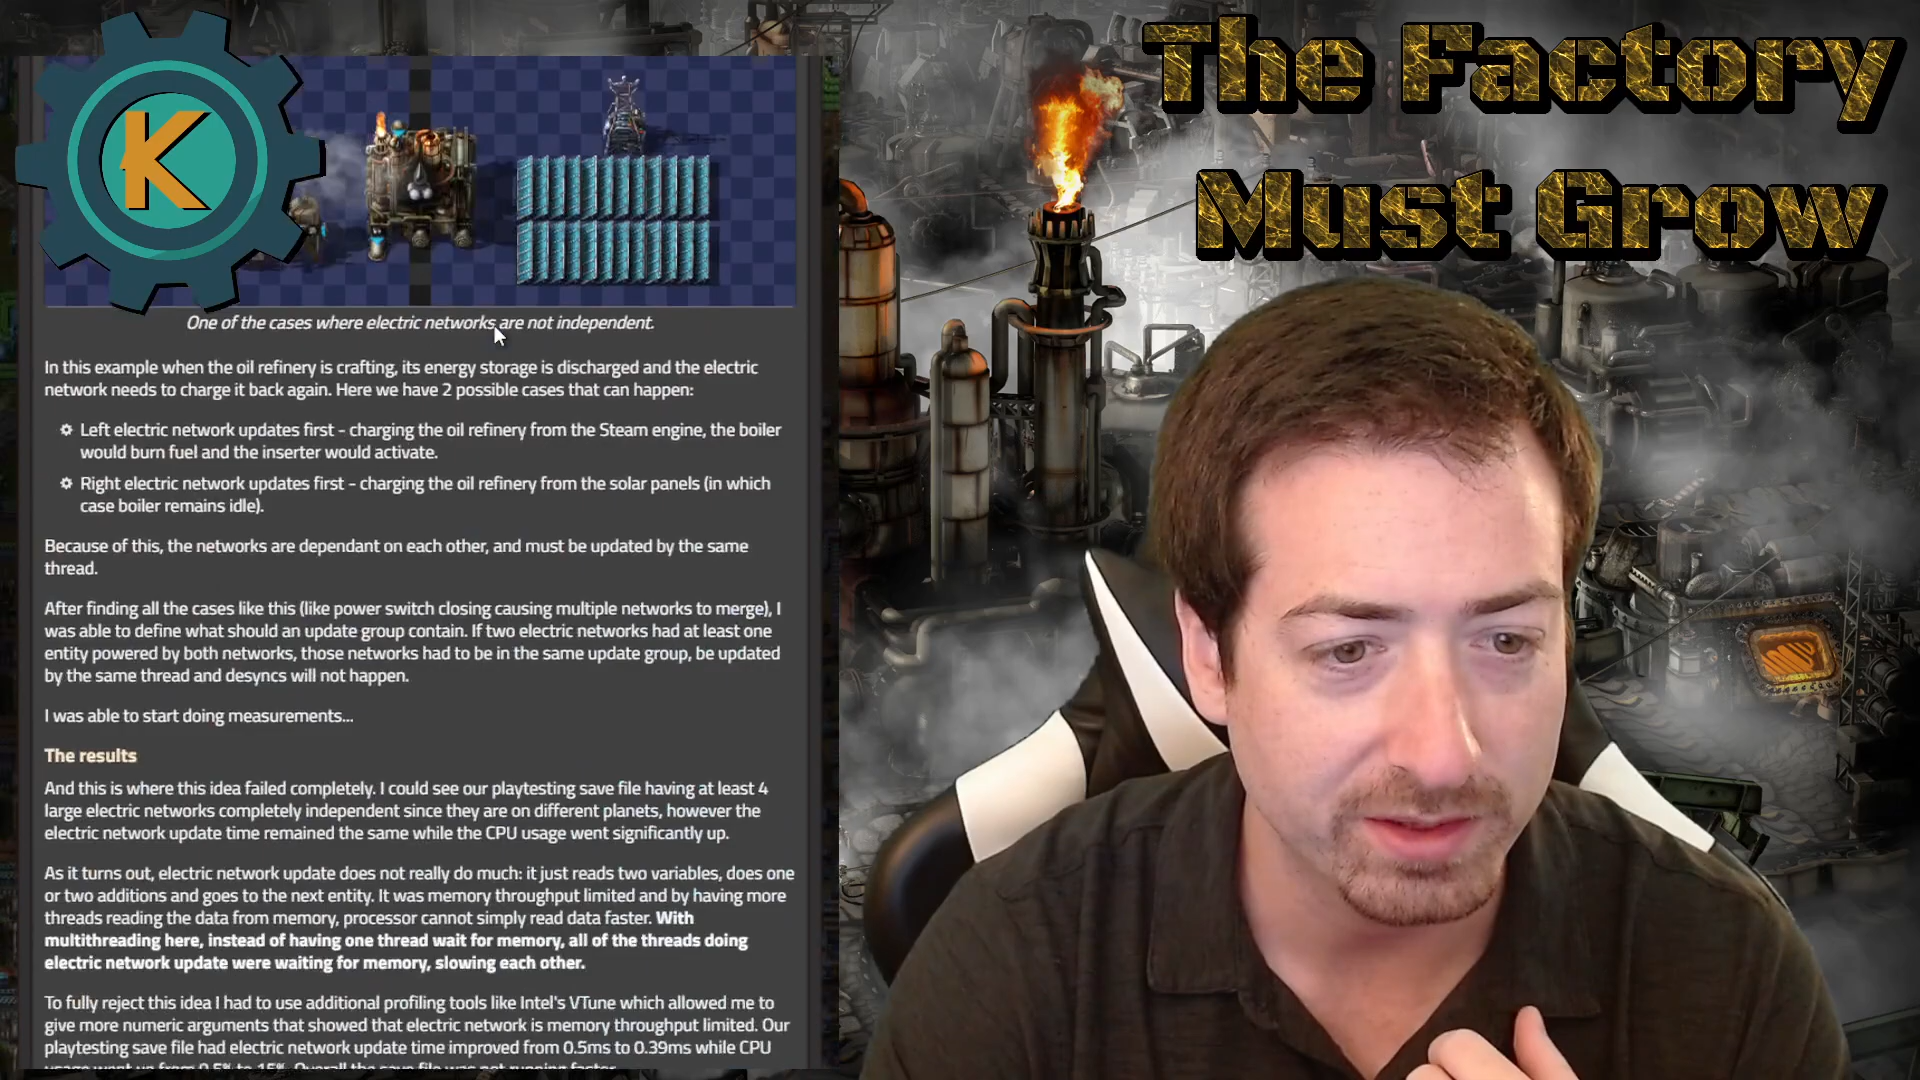 The Factory
Must Grow
K
One of the cases where electric networks are not independent.
In this example when the oil refinery is crafting, its energy storage is discharged and the electric
network needs to charge it back again. Here we have 2 possible cases that can happen:
Left electric network updates first - charging the oil refinery from the Steam engine, the boiler
would burn fuel and the inserter would activate.
Right electric network updates first - charging the oil refinery from the solar panels (in which
case boiler remains idle).
Because of this, the networks are dependant on each other, and must be updated by the same
thread.
After finding all the cases like this (like power switch closing causing multiple networks to merge), I
was able to define what should an update group contain. If two electric networks had at least one
entity powered by both networks, those networks had to be in the same update group, be updated
by the same thread and desyncs will not happen.
I was able to start doing measurements...
The results
And this is where this idea failed completely. I could see our playtesting save file having at least 4
large electric networks completely independent since they are on different planets, however the
electric network update time remained the same while the CPU usage went significantly up.
As it turns out, electric network update does not really do much: it just reads two variables, does one
or two additions and goes to the next entity. It was memory throughput limited and by having more
threads reading the data from memory, processor cannot simply read data faster. With
multithreading here, instead of having one thread wait for memory, all of the threads doing
electric network update were waiting for memory, slowing each other.
To fully reject this idea I had to use additional profiling tools like Intel's VTune which allowed me to
give more numeric arguments that showed that electric network is memory throughput limited. Our
playtesting save file had electric network update time improved from 0.5ms to 0.39ms while CPU
usage went up from 0.5% to 15%. Overall the save file was not running faster.